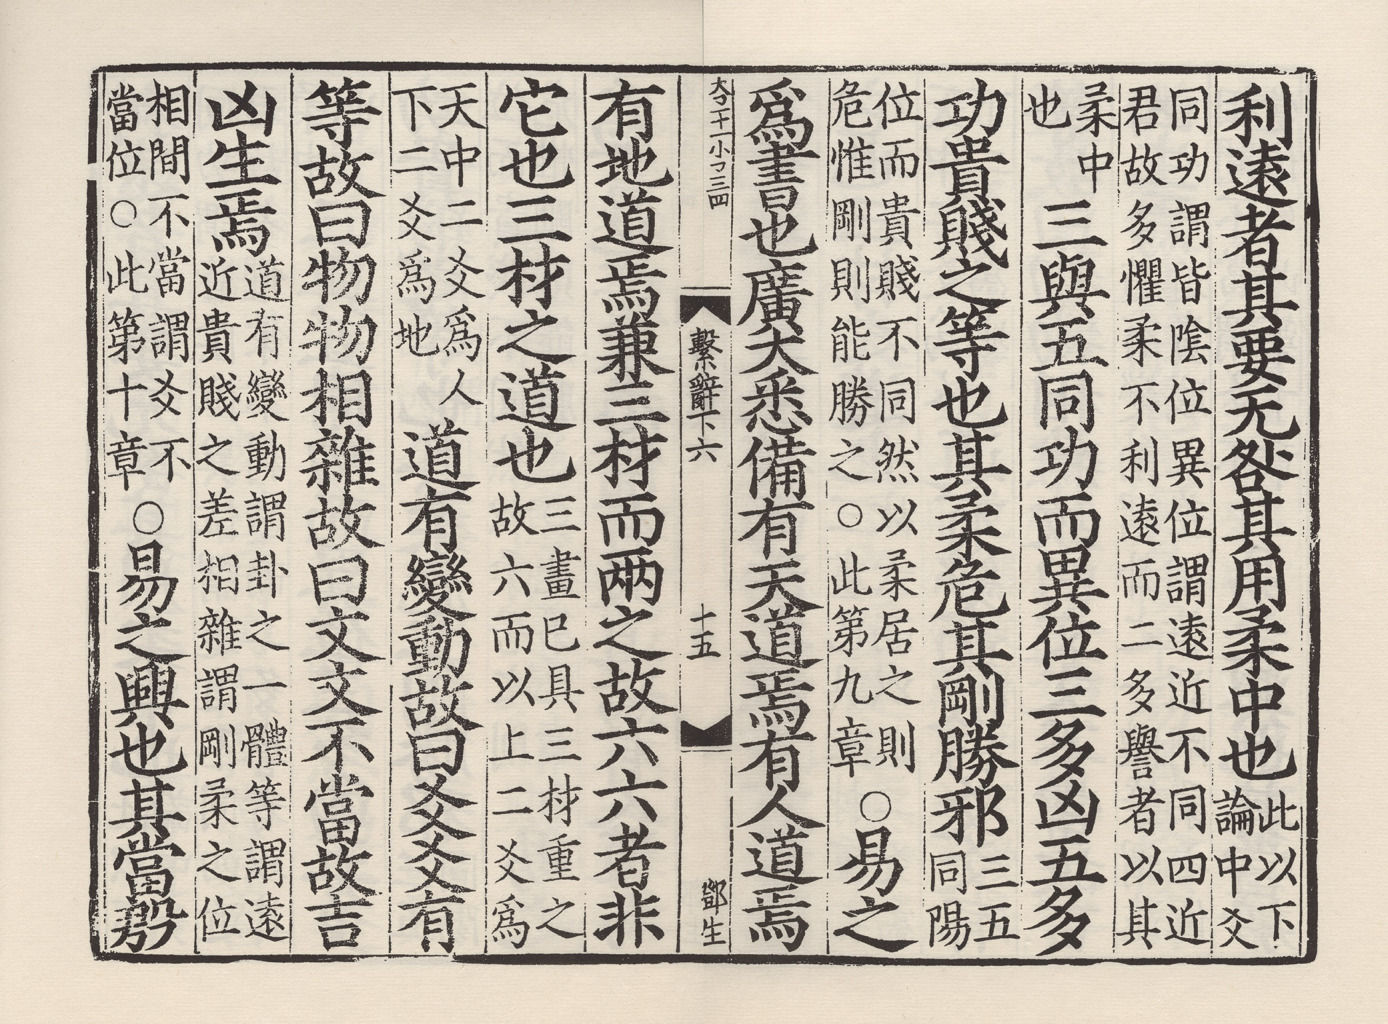 利遠者其要无咎其用柔中也此以下論中爻
同功謂皆陰位異位謂遠近不同四近
君故多懼柔不利遠而二多譽者以其
柔中也三與五同功而異位三多凶五多
功貴賤之等也其柔危其剛勝邪三五同陽
位而貴賤不同然以柔居之則危惟剛則能勝之○此第九章○易之
爲書也廣大悉備有天道焉有人道焉
繫辭下六
十五
鄧生
有地道焉兼三材而兩之故六六者非
它也三材之道也三畫已具三材重之故六而以上二爻爲
天中二爻爲人下二爻爲地道有變動故曰爻爻有
等故曰物物相雜故曰文文不當故吉
凶生焉道有變動謂卦之一體等謂遠近貴賤之差相雜謂剛柔之位
相間不當謂爻不當位○此第十章○易之興也其當殷